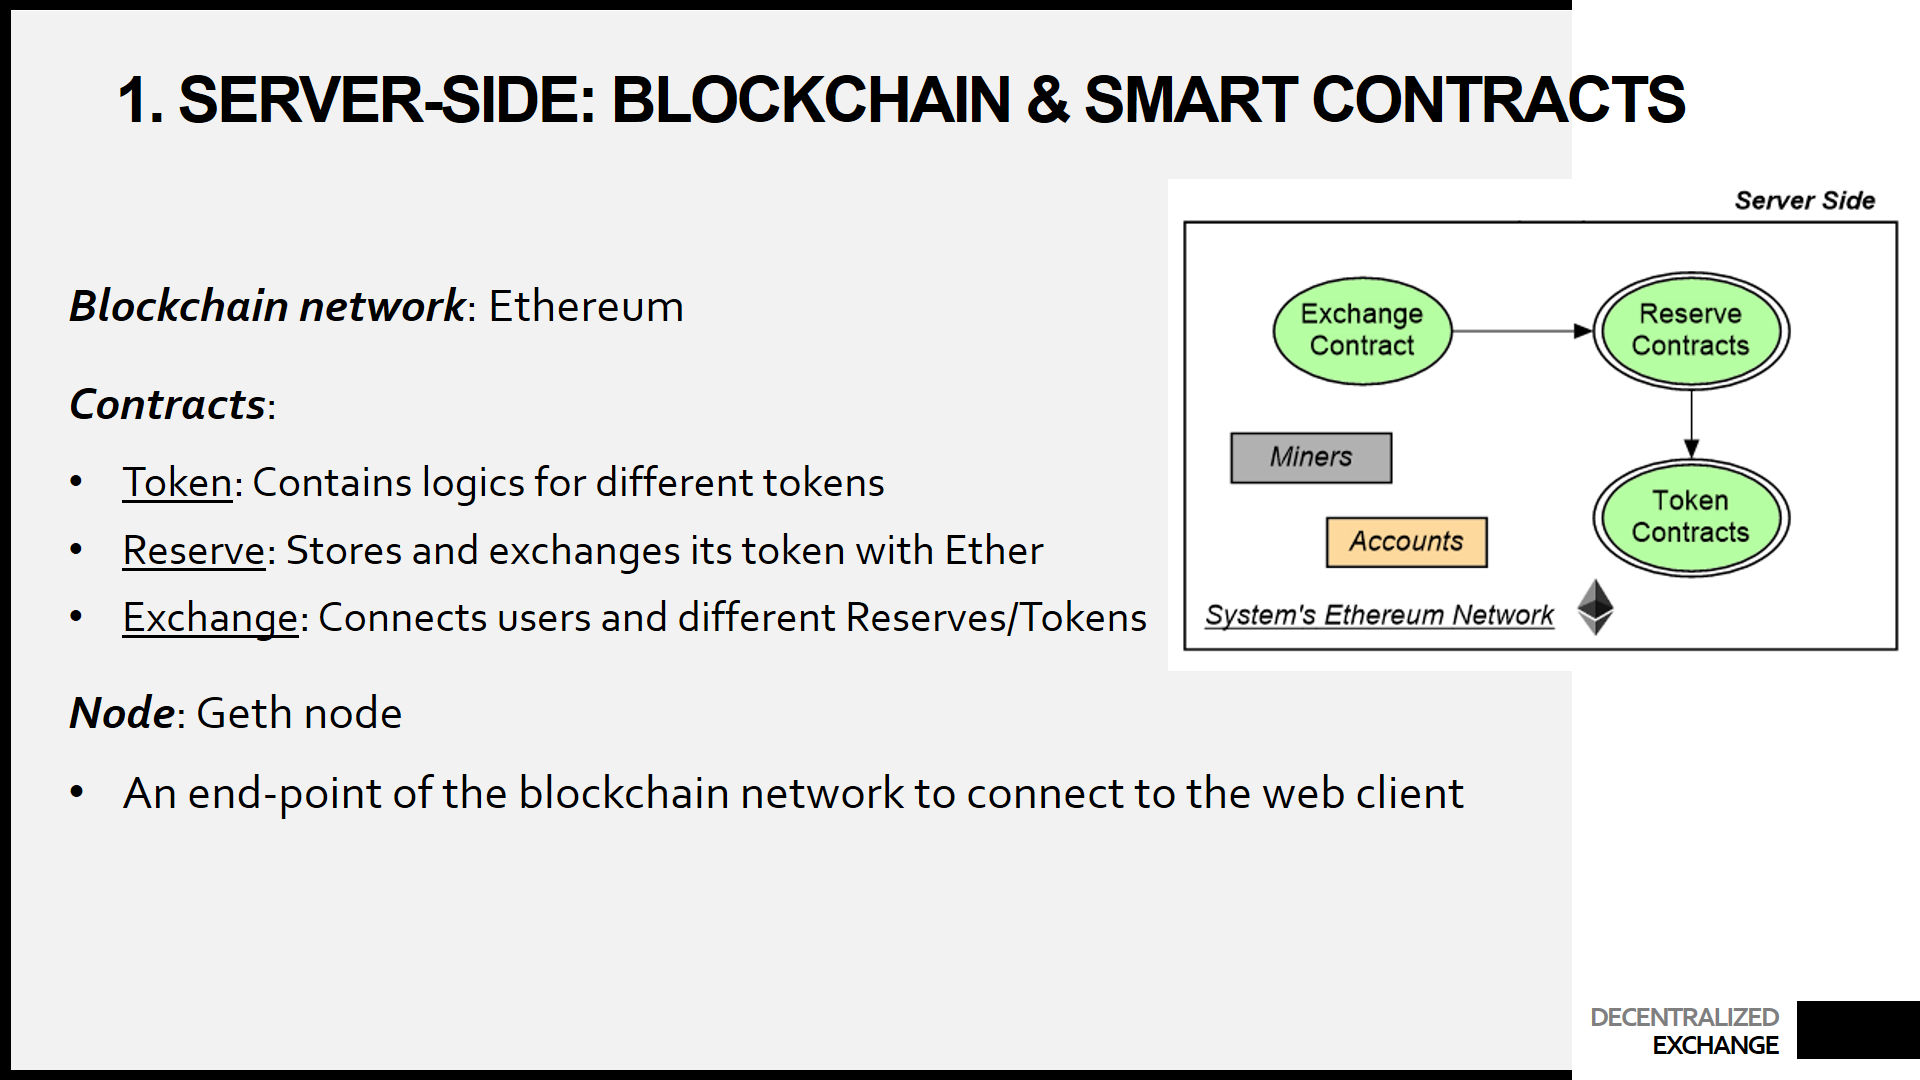 1. SERVER-SIDE: BLOCKCHAIN & SMART CONTRACTS
Blockchain network: Ethereum
Contracts:
• Token: Contains logics for different tokens
• Reserve: Stores and exchanges its token with Ether
• Exchange: Connects users and different Reserves/Tokens
Node: Geth node
• An end-point of the blockchain network to connect to the web client
Server Side
Exchange
Contract
Reserve
Contracts
Miners
Accounts
Token
Contracts
System's Ethereum Network
DECENTRALIZED
EXCHANGE